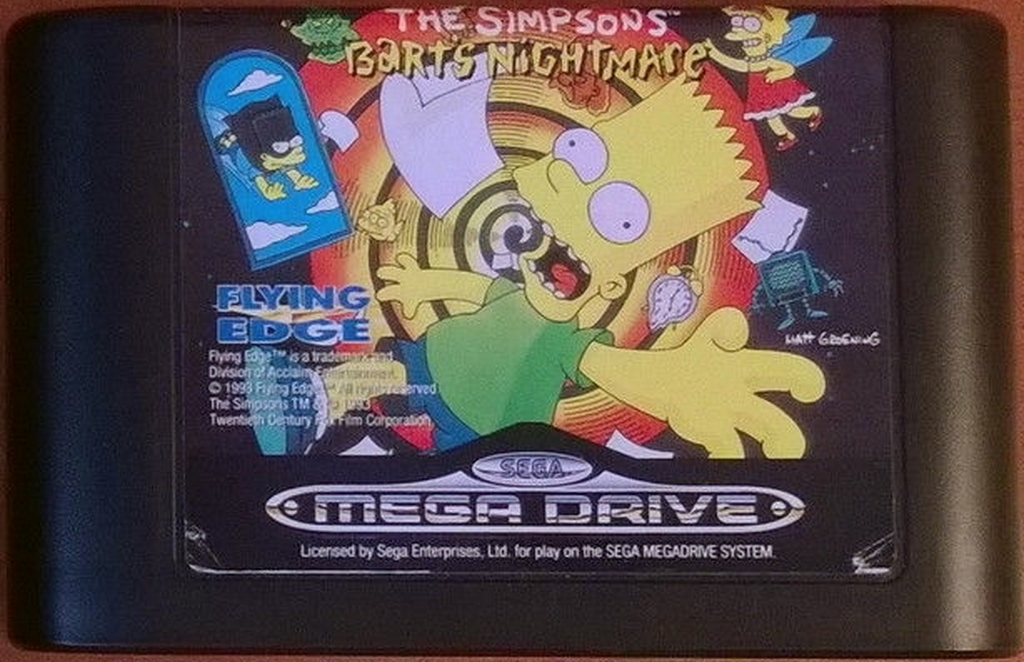 THE SIMPSONS™
BART'S NIGHTMARE
FLYING
EDGE
MATT GROENING
Flying Edge™ is a trademark and
Division of Acclaim Entertainment.
© 1993 Flying Edge™ All rights reserved
The Simpsons TM & © 1993
Twentieth Century Fox Film Corporation.
SEGA
MEGA DRIVE
Licensed by Sega Enterprises, Ltd. for play on the SEGA MEGADRIVE SYSTEM.